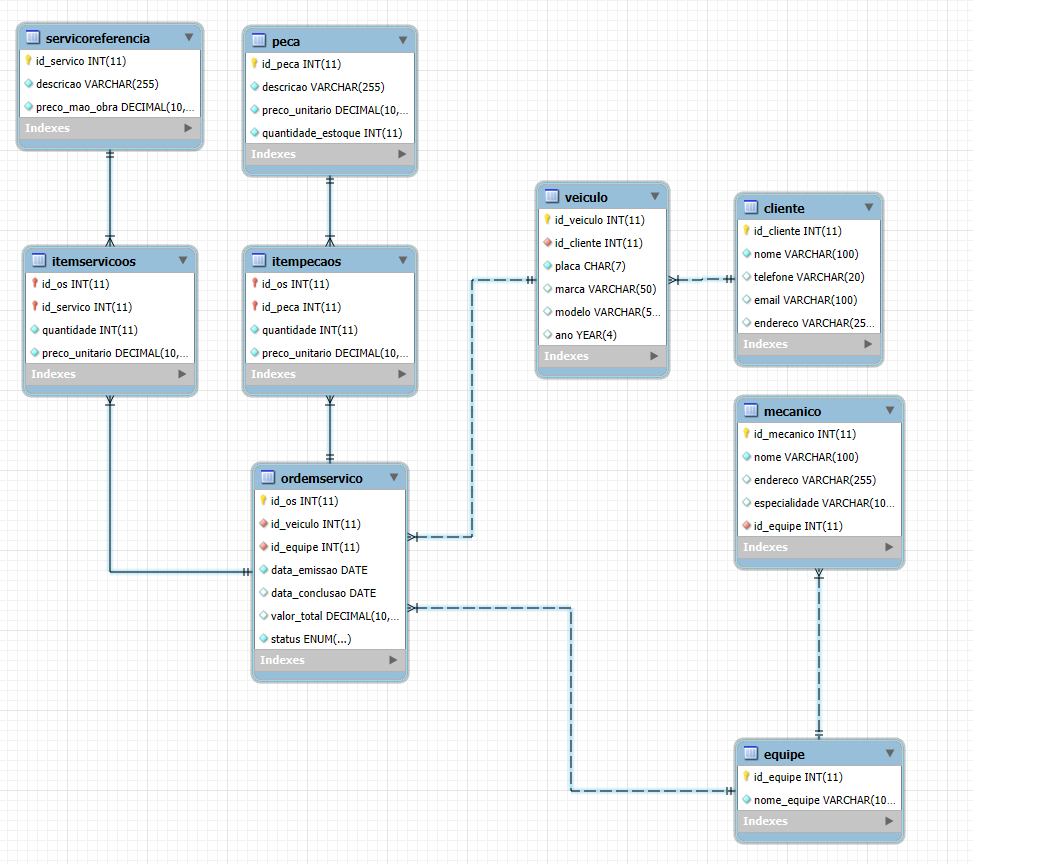 servicoreferencia
id_servico INT(11)
descricao VARCHAR(255)
preco_mao_obra DECIMAL(10,...
Indexes
peca
id_peca INT(11)
descricao VARCHAR(255)
preco_unitario DECIMAL(10,...
quantidade_estoque INT(11)
Indexes
veiculo
id_veiculo INT(11)
id_cliente INT(11)
placa CHAR(7)
marca VARCHAR(50)
modelo VARCHAR(5...
ano YEAR(4)
Indexes
cliente
id_cliente INT(11)
nome VARCHAR(100)
telefone VARCHAR(20)
email VARCHAR(100)
endereco VARCHAR(25...
Indexes
itemservicoos
id_os INT(11)
id_servico INT(11)
quantidade INT(11)
preco_unitario DECIMAL(10,...
Indexes
itempecaos
id_os INT(11)
id_peca INT(11)
quantidade INT(11)
preco_unitario DECIMAL(10,...
Indexes
mecanico
id_mecanico INT(11)
nome VARCHAR(100)
endereco VARCHAR(255)
especialidade VARCHAR(10...
id_equipe INT(11)
Indexes
ordemservico
id_os INT(11)
id_veiculo INT(11)
id_equipe INT(11)
data_emissao DATE
data_conclusao DATE
valor_total DECIMAL(10,...
status ENUM(...)
Indexes
equipe
id_equipe INT(11)
nome_equipe VARCHAR(10...
Indexes